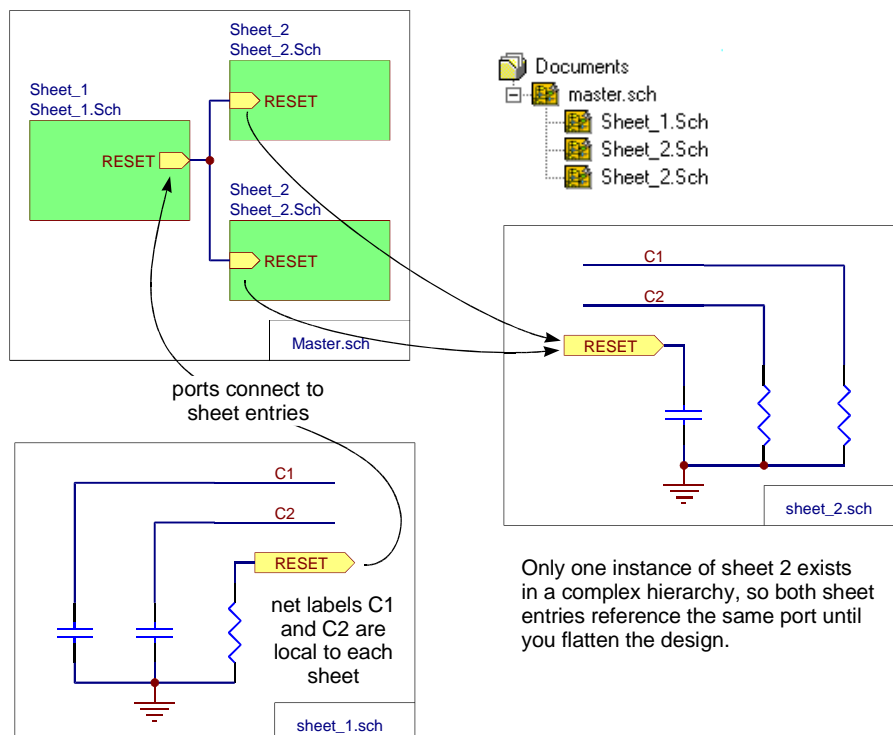 Sheet_1
Sheet_1.Sch
RESET
Sheet_2
Sheet_2.Sch
RESET
Sheet_2
Sheet_2.Sch
RESET
Master.sch
Documents
master.sch
Sheet_1.Sch
Sheet_2.Sch
Sheet_2.Sch
ports connect to
sheet entries
C1
C2
RESET
sheet_2.sch
C1
C2
RESET
net labels C1
and C2 are
local to each
sheet
sheet_1.sch
Only one instance of sheet 2 exists
in a complex hierarchy, so both sheet
entries reference the same port until
you flatten the design.